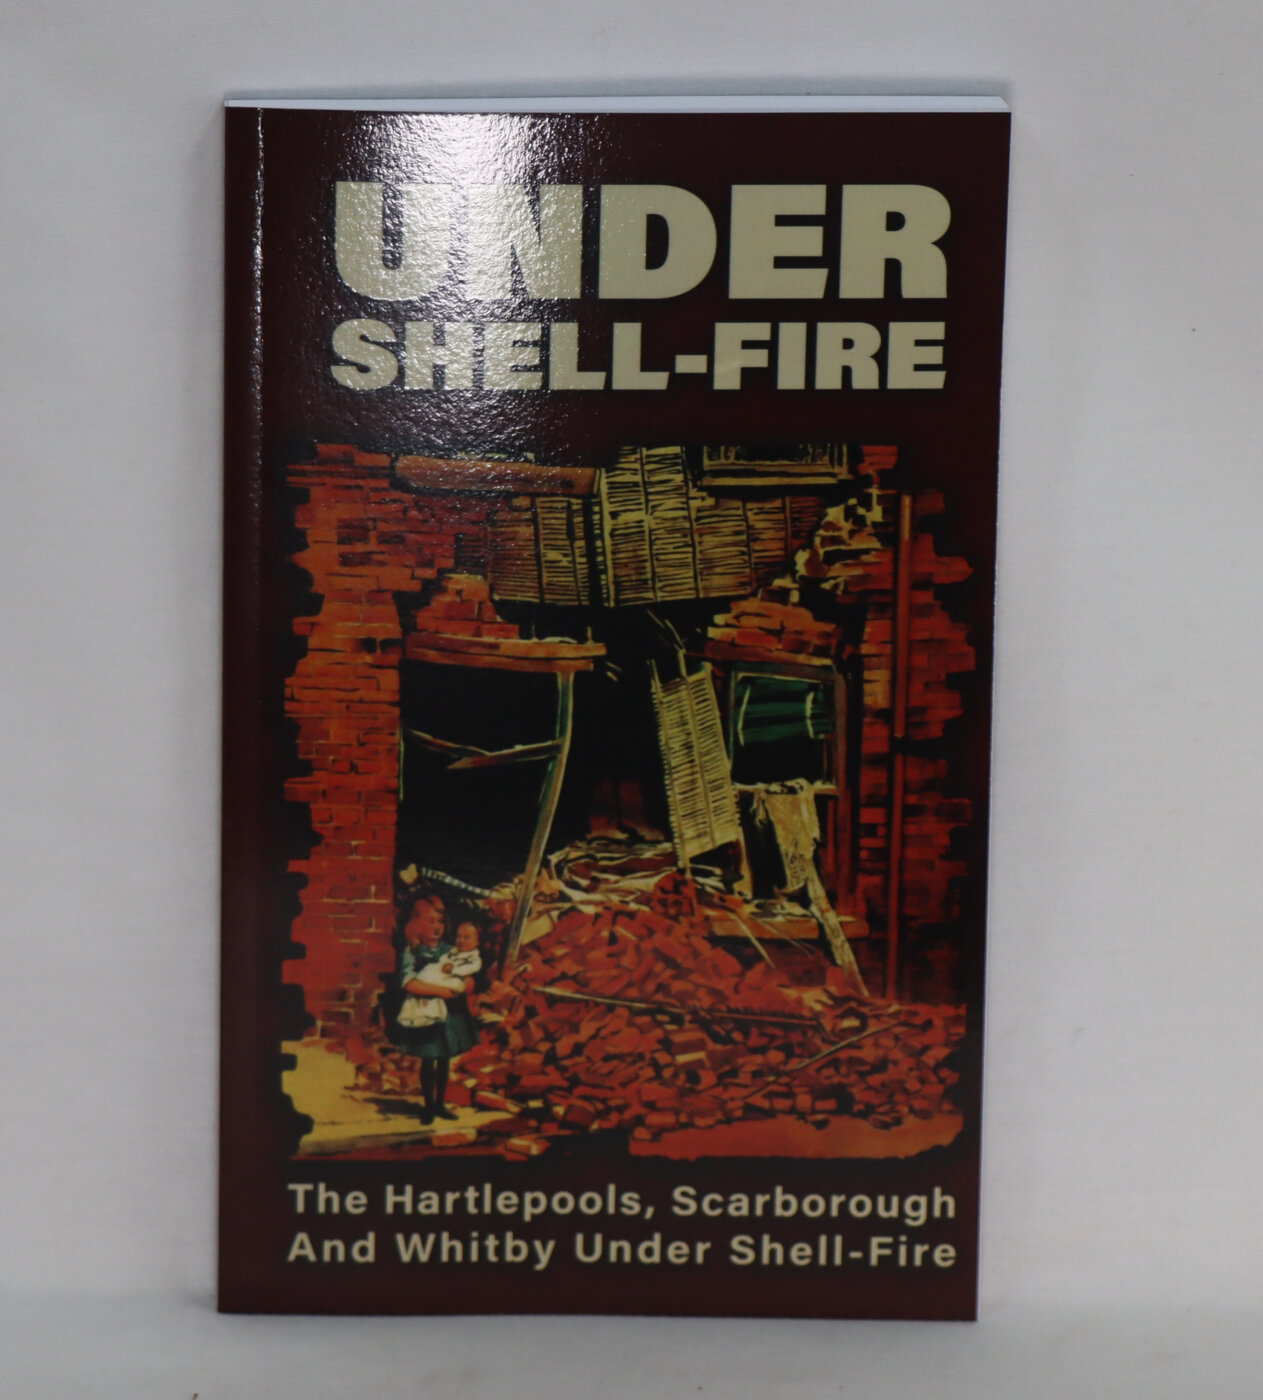 UNDER
SHELL-FIRE
The Hartlepools, Scarborough
And Whitby Under Shell-Fire